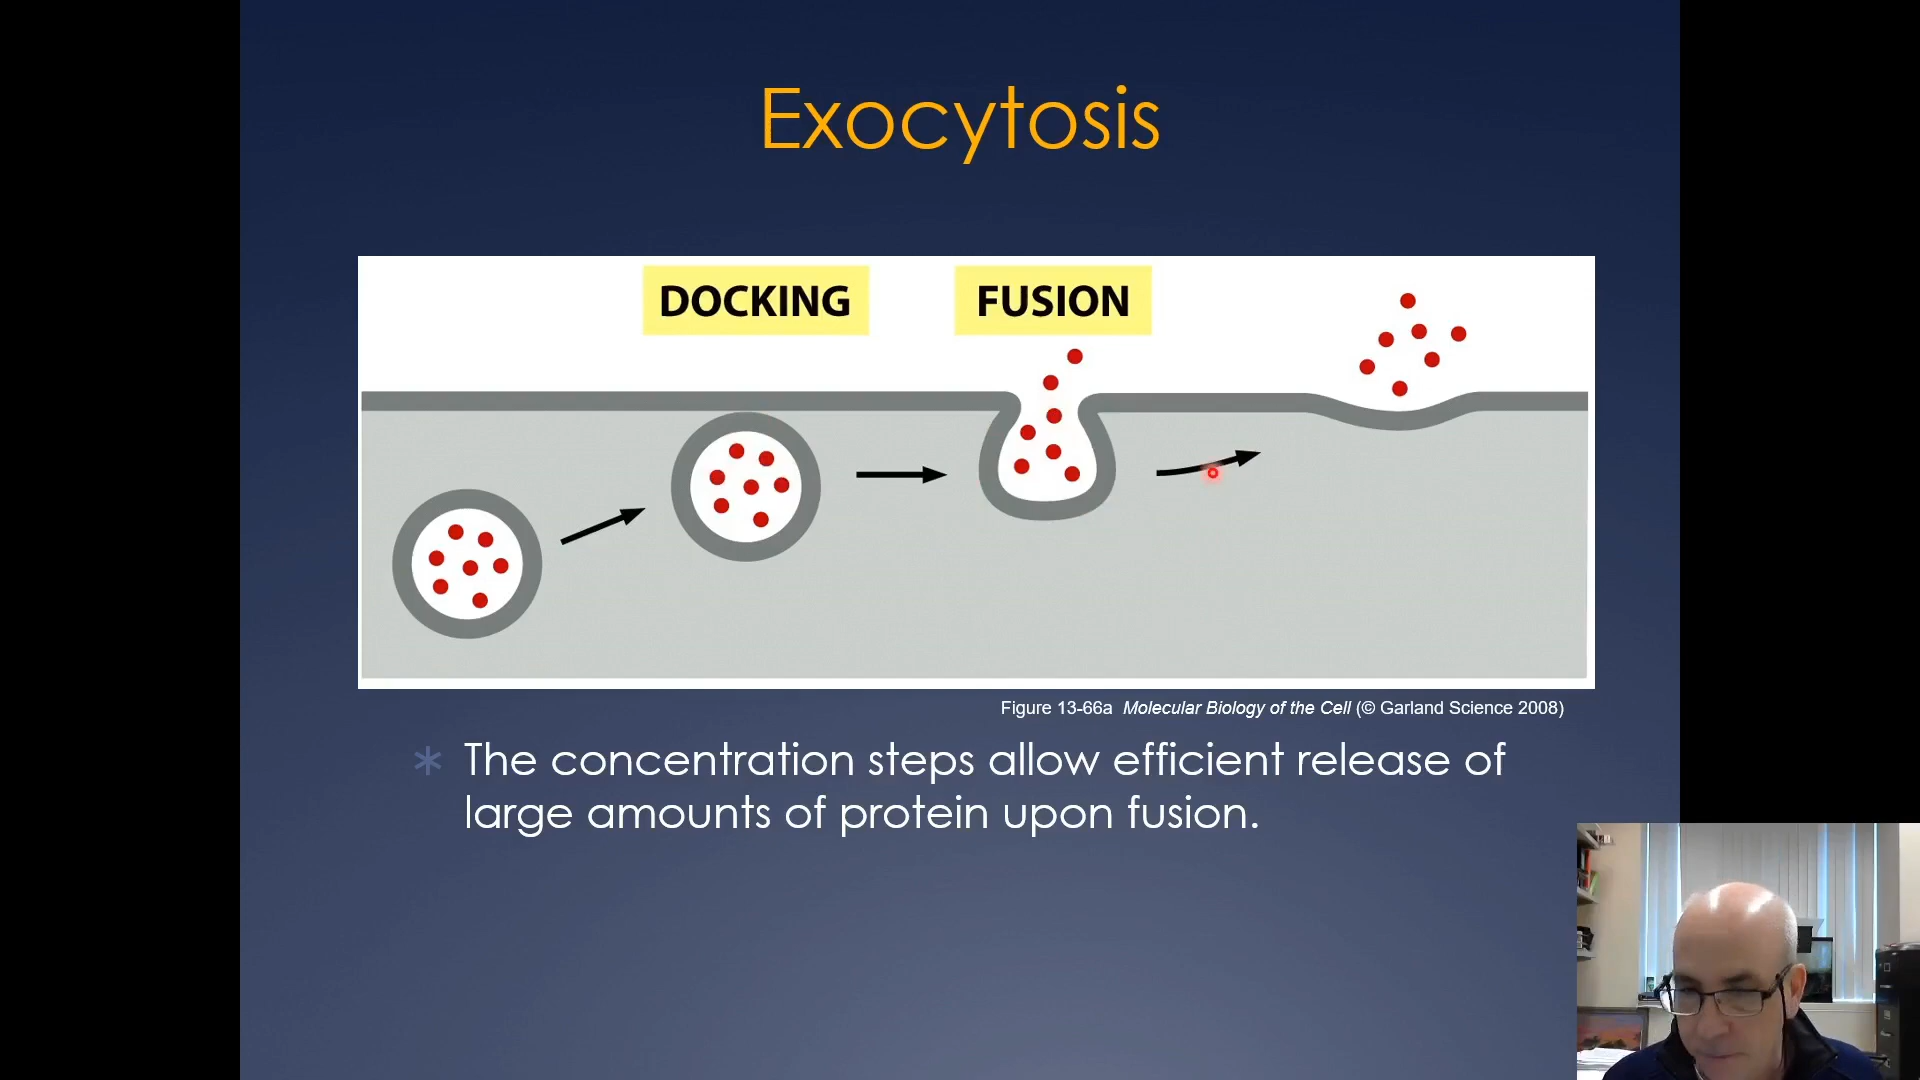 Exocytosis
DOCKING
FUSION
Figure 13-66a Molecular Biology of the Cell (© Garland Science 2008)
The concentration steps allow efficient release of
large amounts of protein upon fusion.